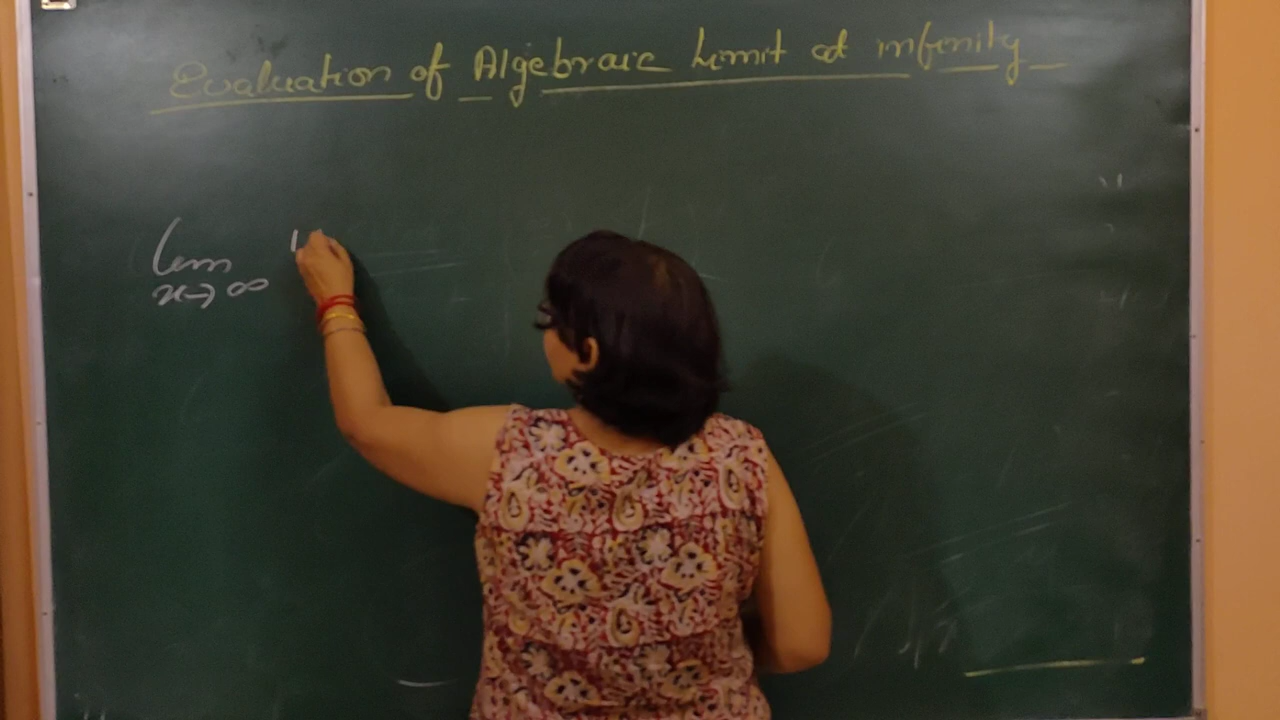 Evaluation of Algebraic Limit at infinity
lim
x→ ∞